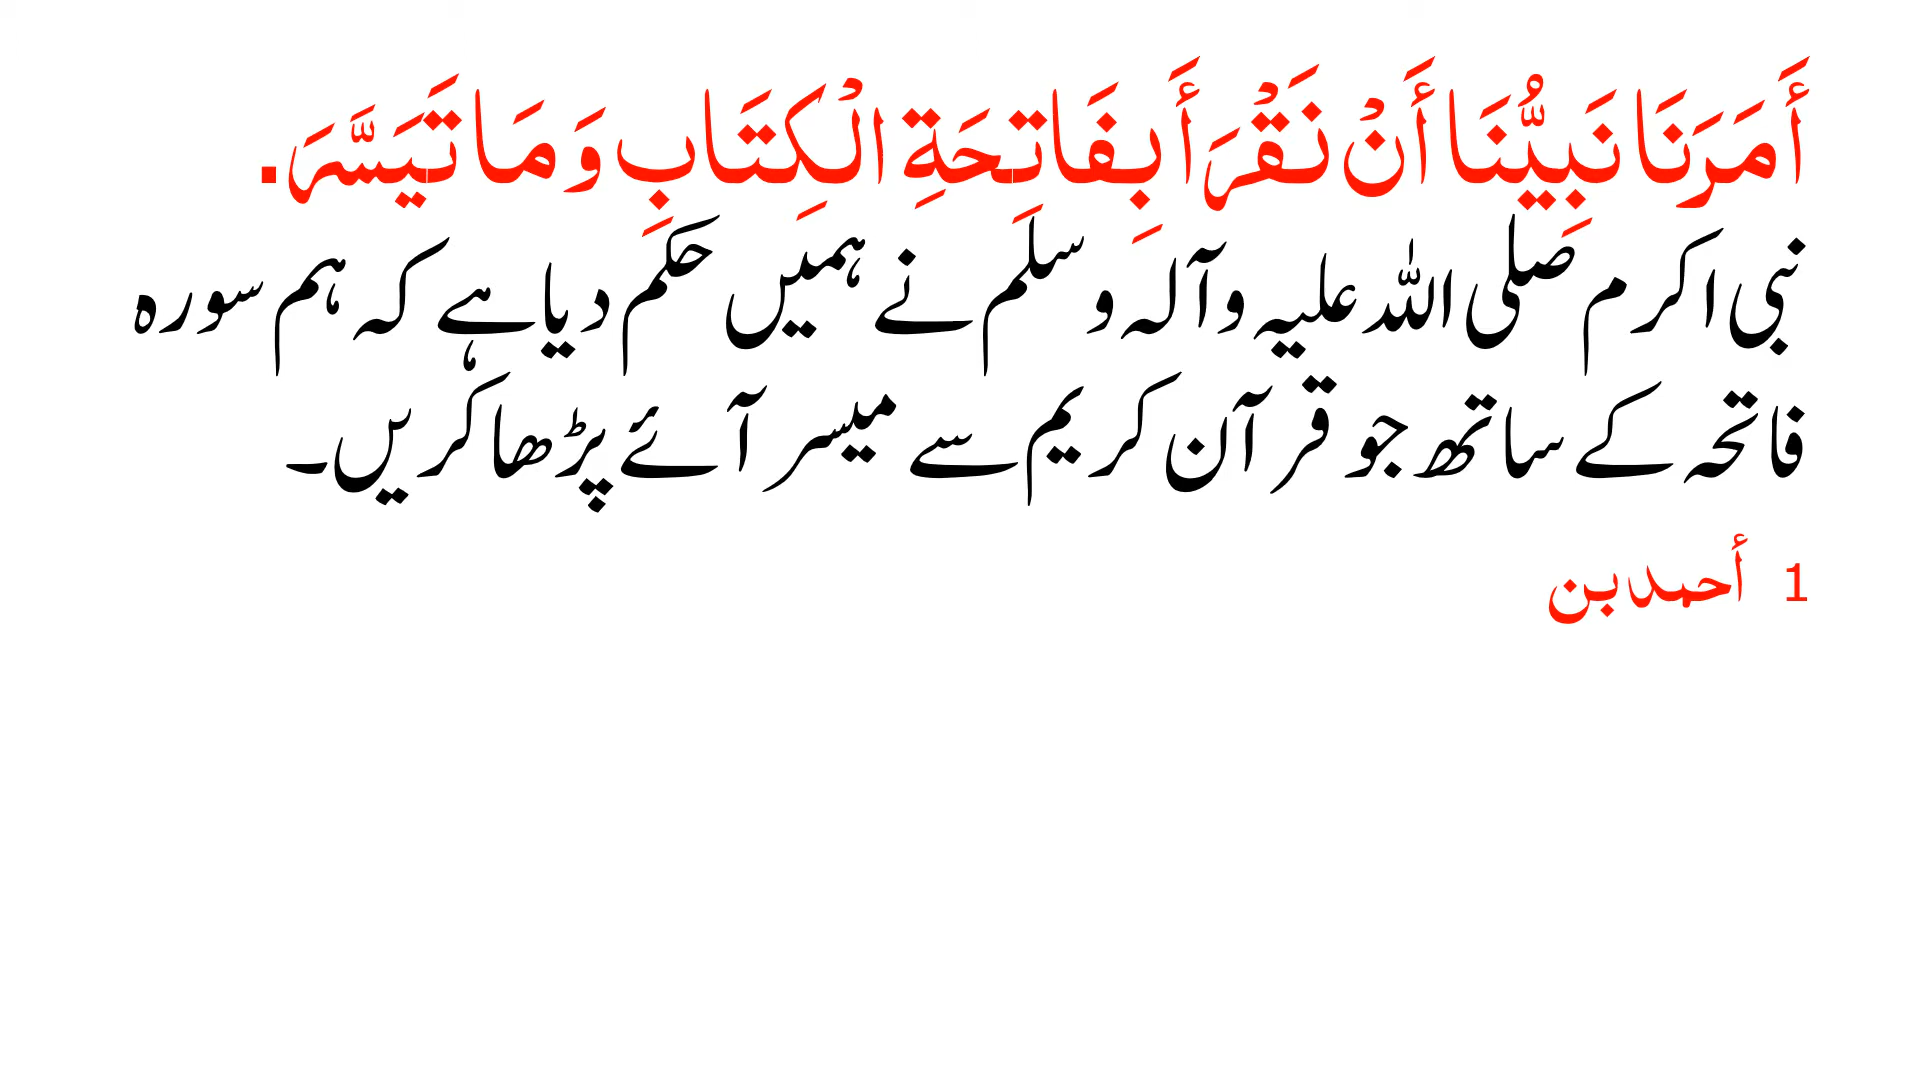 أَمَرَنَا نَبِيُّنَا أَنْ نَقْرَ أَ بِفَاتِحَةِ الْكِتَابِ وَ مَا تَيَسَّرَ.
نبی اکرم صلی اللہ علیہ وآلہ وسلم نے ہمیں حکم دیا ہے کہ ہم سورہ
فاتحہ کے ساتھ جو قرآن کریم سے میسر آئے پڑھا کریں۔
1 أحمد بن